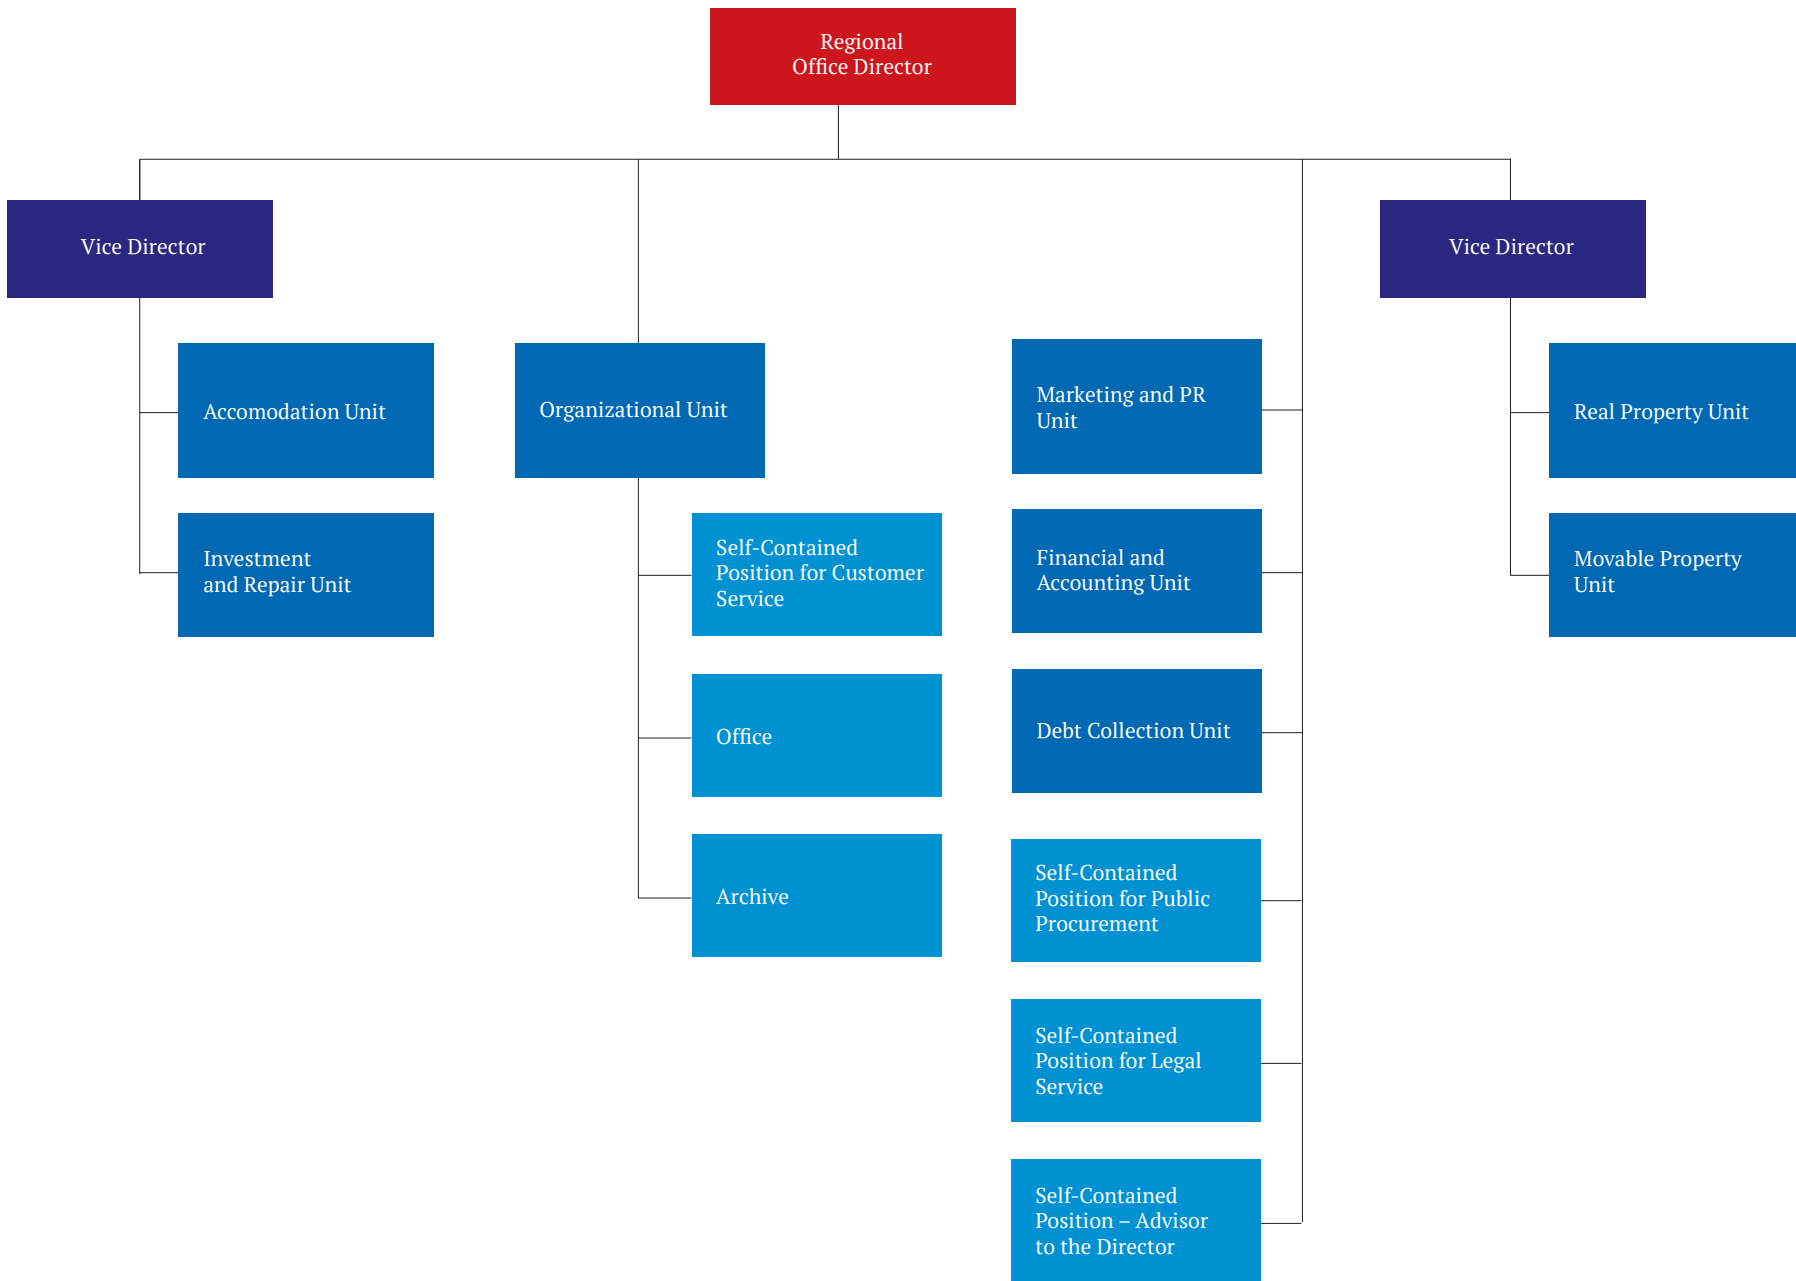 Regional
Office Director
Vice Director
Vice Director
Accomodation Unit
Investment
and Repair Unit
Organizational Unit
Self-Contained
Position for Customer
Service
Office
Archive
Marketing and PR
Unit
Financial and
Accounting Unit
Debt Collection Unit
Self-Contained
Position for Public
Procurement
Self-Contained
Position for Legal
Service
Self-Contained
Position – Advisor
to the Director
Real Property Unit
Movable Property
Unit